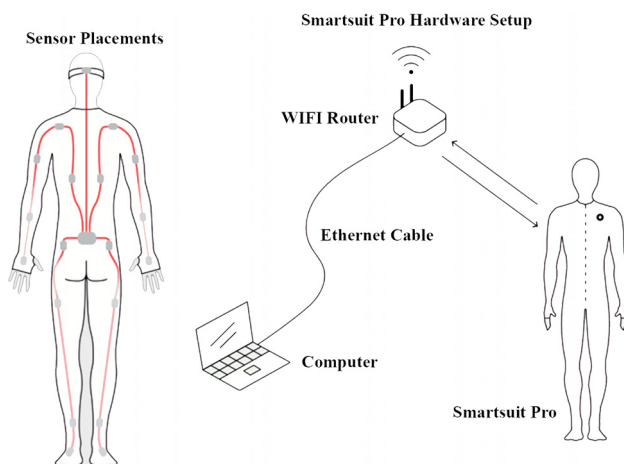 Smartsuit Pro Hardware Setup
Sensor Placements
WIFI Router
Ethernet Cable
Computer
Smartsuit Pro